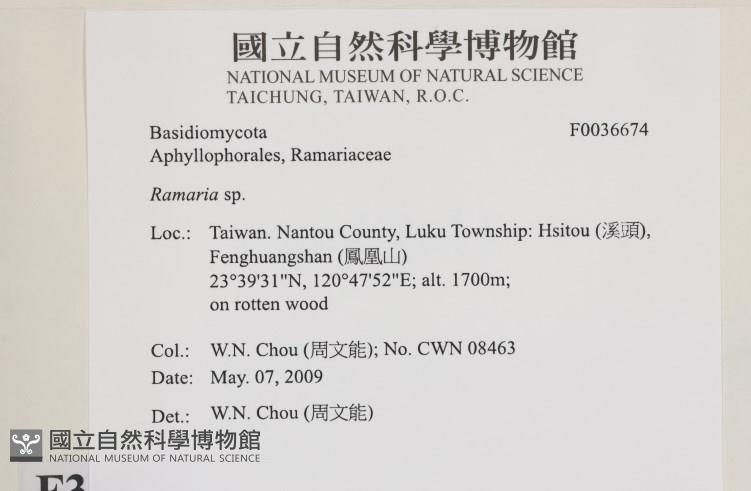 國立自然科學博物館
NATIONAL MUSEUM OF NATURAL SCIENCE
TAICHUNG, TAIWAN, R.O.C.
Basidiomycota F0036674
Aphyllophorales, Ramariaceae
Ramaria sp.
Loc.: Taiwan. Nantou County, Luku Township: Hsitou (溪頭),
Fenghuangshan (鳳凰山)
23°39'31"N, 120°47'52"E; alt. 1700m;
on rotten wood
Col.: W.N. Chou (周文能); No. CWN 08463
Date: May. 07, 2009
Det.: W.N. Chou (周文能)
國立自然科學博物館
NATIONAL MUSEUM OF NATURAL SCIENCE